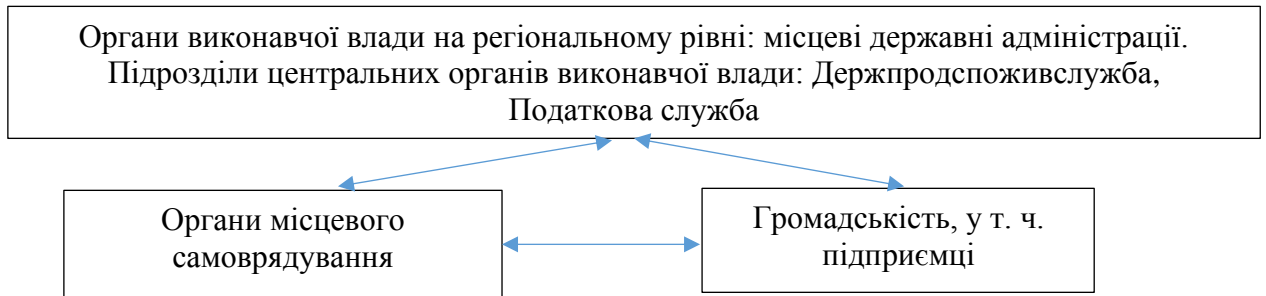 Органи виконавчої влади на регіональному рівні: місцеві державні адміністрації.
Підрозділи центральних органів виконавчої влади: Держпродспоживслужба,
Податкова служба
Органи місцевого
самоврядування
Громадськість, у т. ч.
підприємці